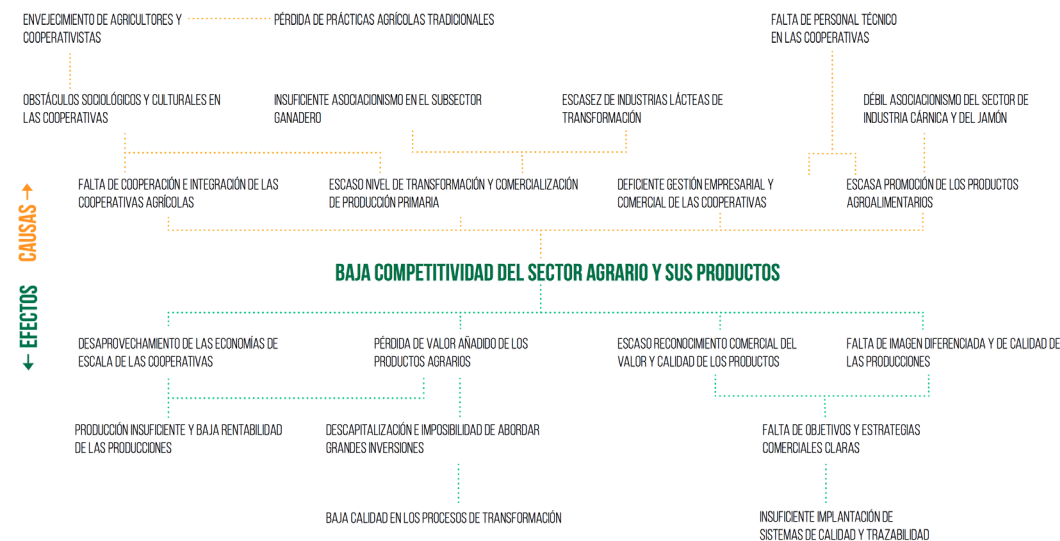 ENVEJECIMIENTO DE AGRICULTORES Y
COOPERATIVISTAS
PÉRDIDA DE PRÁCTICAS AGRÍCOLAS TRADICIONALES
FALTA DE PERSONAL TÉCNICO
EN LAS COOPERATIVAS
OBSTÁCULOS SOCIOLÓGICOS Y CULTURALES EN
LAS COOPERATIVAS
INSUFICIENTE ASOCIACIONISMO EN EL SUBSECTOR
GANADERO
ESCASEZ DE INDUSTRIAS LÁCTEAS DE
TRANSFORMACIÓN
DÉBIL ASOCIACIONISMO DEL SECTOR DE
INDUSTRIA CÁRNICA Y DEL JAMÓN
FALTA DE COOPERACIÓN E INTEGRACIÓN DE LAS
COOPERATIVAS AGRÍCOLAS
ESCASO NIVEL DE TRANSFORMACIÓN Y COMERCIALIZACIÓN
DE PRODUCCIÓN PRIMARIA
DEFICIENTE GESTIÓN EMPRESARIAL Y
COMERCIAL DE LAS COOPERATIVAS
ESCASA PROMOCIÓN DE LOS PRODUCTOS
AGROALIMENTARIOS
CAUSAS
BAJA COMPETITIVIDAD DEL SECTOR AGRARIO Y SUS PRODUCTOS
EFECTOS
DESAPROVECHAMIENTO DE LAS ECONOMÍAS DE
ESCALA DE LAS COOPERATIVAS
PÉRDIDA DE VALOR AÑADIDO DE LOS
PRODUCTOS AGRARIOS
ESCASO RECONOCIMIENTO COMERCIAL DEL
VALOR Y CALIDAD DE LOS PRODUCTOS
FALTA DE IMAGEN DIFERENCIADA Y DE CALIDAD DE
LAS PRODUCCIONES
PRODUCCIÓN INSUFICIENTE Y BAJA RENTABILIDAD
DE LAS PRODUCCIONES
DESCAPITALIZACIÓN E IMPOSIBILIDAD DE ABORDAR
GRANDES INVERSIONES
FALTA DE OBJETIVOS Y ESTRATEGIAS
COMERCIALES CLARAS
BAJA CALIDAD EN LOS PROCESOS DE TRANSFORMACIÓN
INSUFICIENTE IMPLANTACIÓN DE
SISTEMAS DE CALIDAD Y TRAZABILIDAD